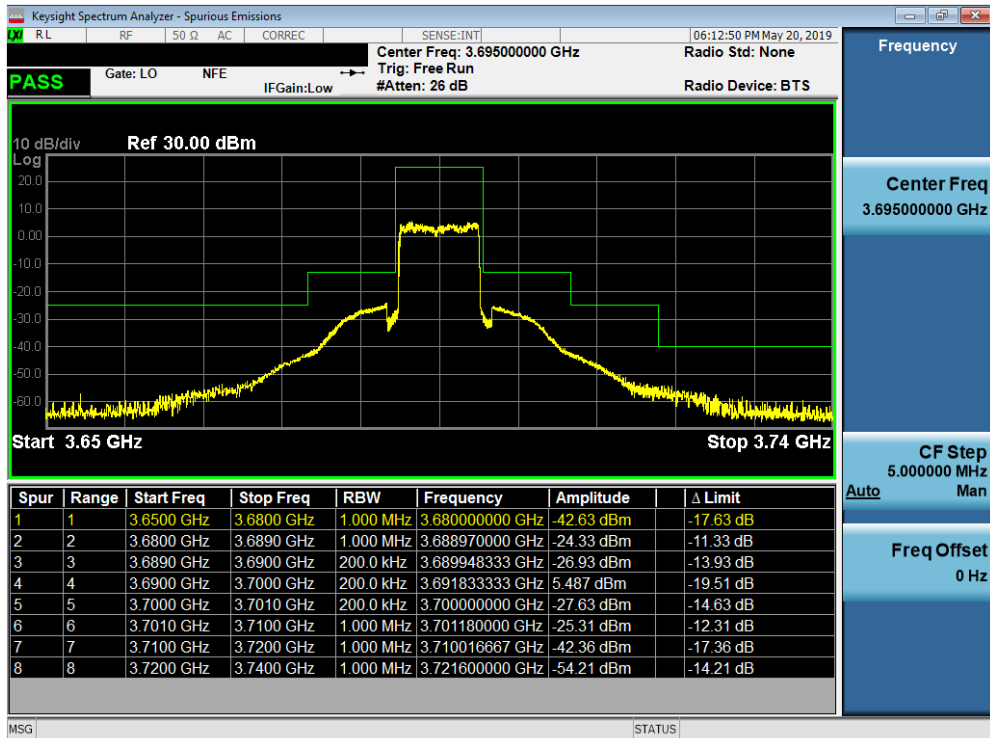 Keysight Spectrum Analyzer - Spurious Emissions
LXI RL RF 50 Ω AC CORREC SENSE:INT 06:12:50 PM May 20, 2019
Center Freq: 3.695000000 GHz Radio Std: None
PASS Gate: LO NFE Trig: Free Run
IFGain:Low #Atten: 26 dB Radio Device: BTS
Frequency
10 dB/div Ref 30.00 dBm
Log
20.0
10.0
0.00
-10.0
-20.0
-30.0
-40.0
-50.0
-60.0
Start 3.65 GHz Stop 3.74 GHz
Center Freq
3.695000000 GHz
CF Step
5.000000 MHz
Auto Man
Freq Offset
0 Hz
Spur Range Start Freq Stop Freq RBW Frequency Amplitude Δ Limit
1 1 3.6500 GHz 3.6800 GHz 1.000 MHz 3.680000000 GHz -42.63 dBm -17.63 dB
2 2 3.6800 GHz 3.6890 GHz 1.000 MHz 3.688970000 GHz -24.33 dBm -11.33 dB
3 3 3.6890 GHz 3.6900 GHz 200.0 kHz 3.689948333 GHz -26.93 dBm -13.93 dB
4 4 3.6900 GHz 3.7000 GHz 200.0 kHz 3.691833333 GHz 5.487 dBm -19.51 dB
5 5 3.7000 GHz 3.7010 GHz 200.0 kHz 3.700000000 GHz -27.63 dBm -14.63 dB
6 6 3.7010 GHz 3.7100 GHz 1.000 MHz 3.701180000 GHz -25.31 dBm -12.31 dB
7 7 3.7100 GHz 3.7200 GHz 1.000 MHz 3.710016667 GHz -42.36 dBm -17.36 dB
8 8 3.7200 GHz 3.7400 GHz 1.000 MHz 3.721600000 GHz -54.21 dBm -14.21 dB
MSG STATUS